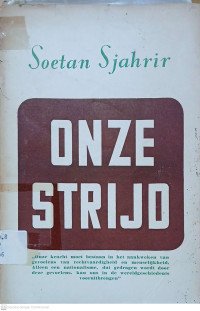 Soetan Sjahrir
ONZE
STRIJD
„Onze kracht moet bestaan in het aankweken van
gevoelens van rechtvaardigheid en menselijkheid.
Alleen een nationalisme, dat gedragen wordt door
deze gevoelens, kan ons in de wereldgeschiedenis
vooruitbrengen"